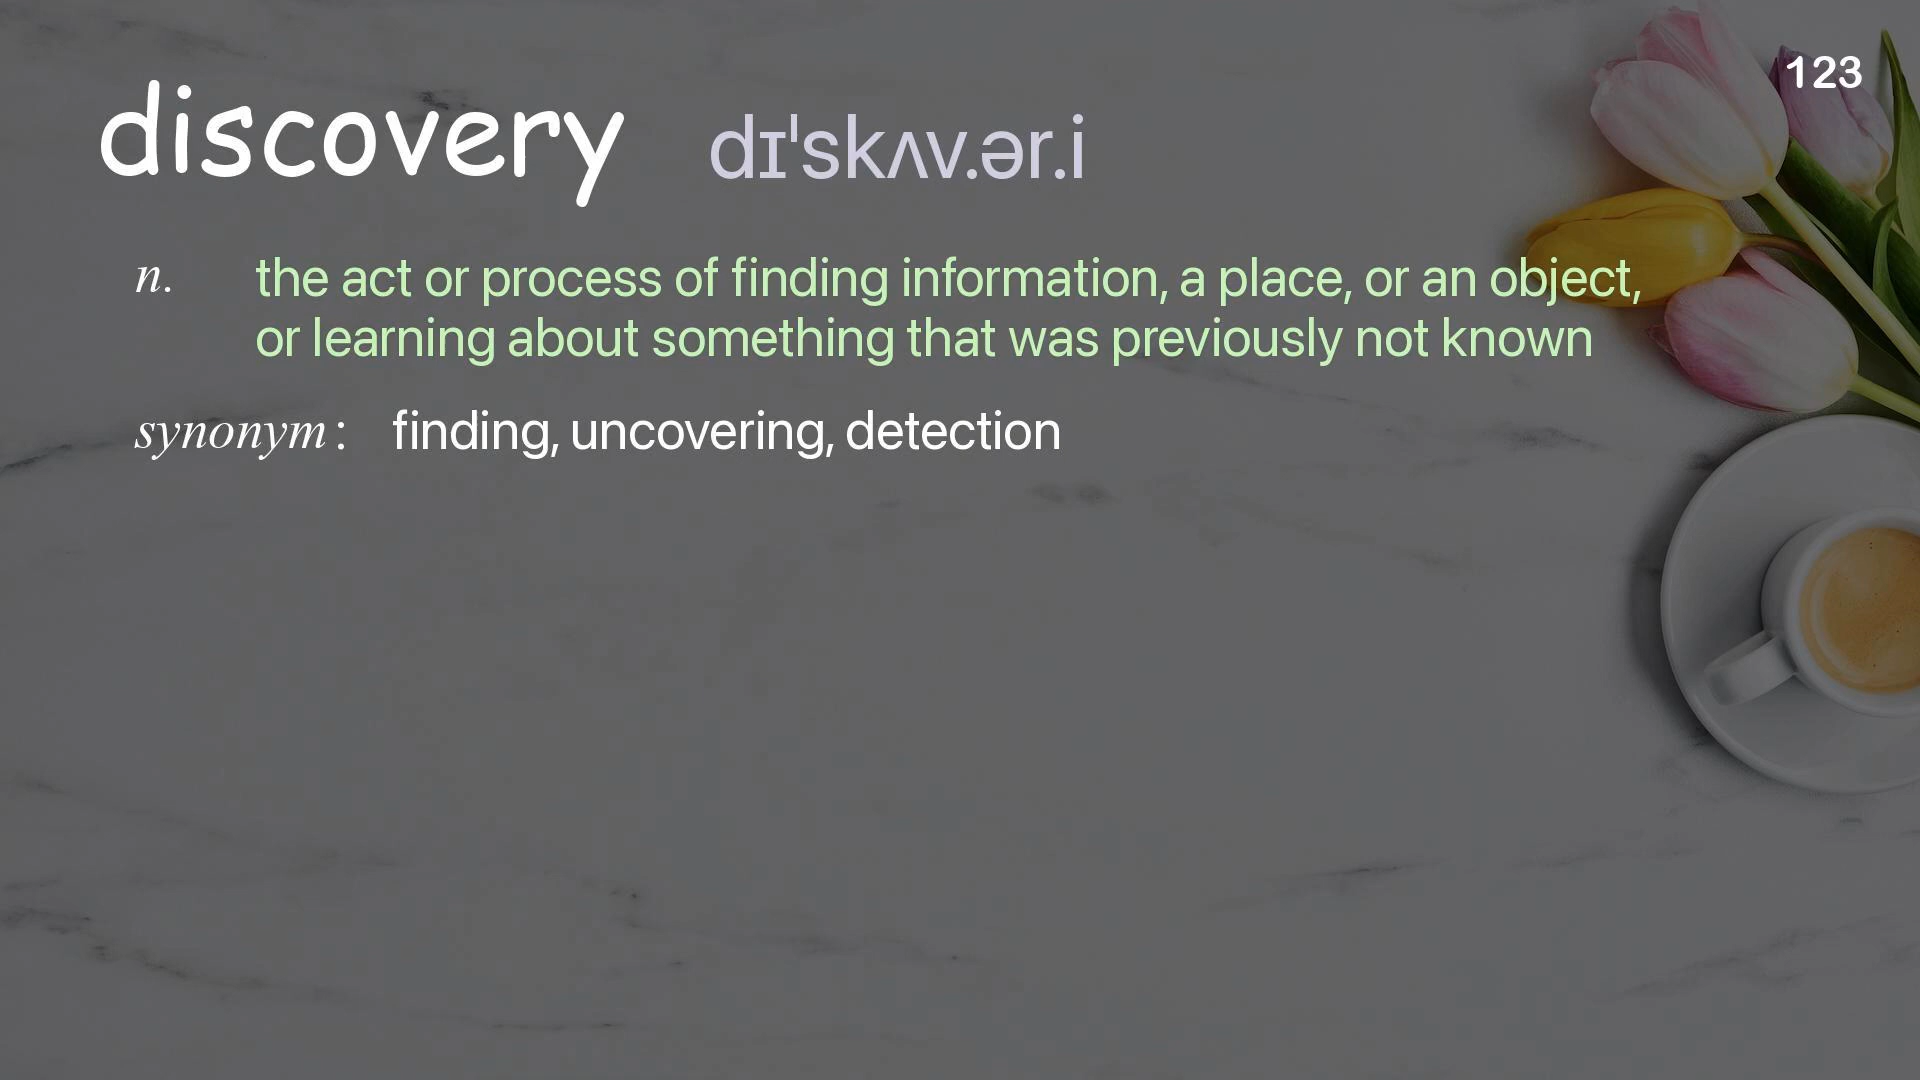 123
discovery dɪˈskʌv.ər.i
n. the act or process of finding information, a place, or an object,
or learning about something that was previously not known
synonym: finding, uncovering, detection